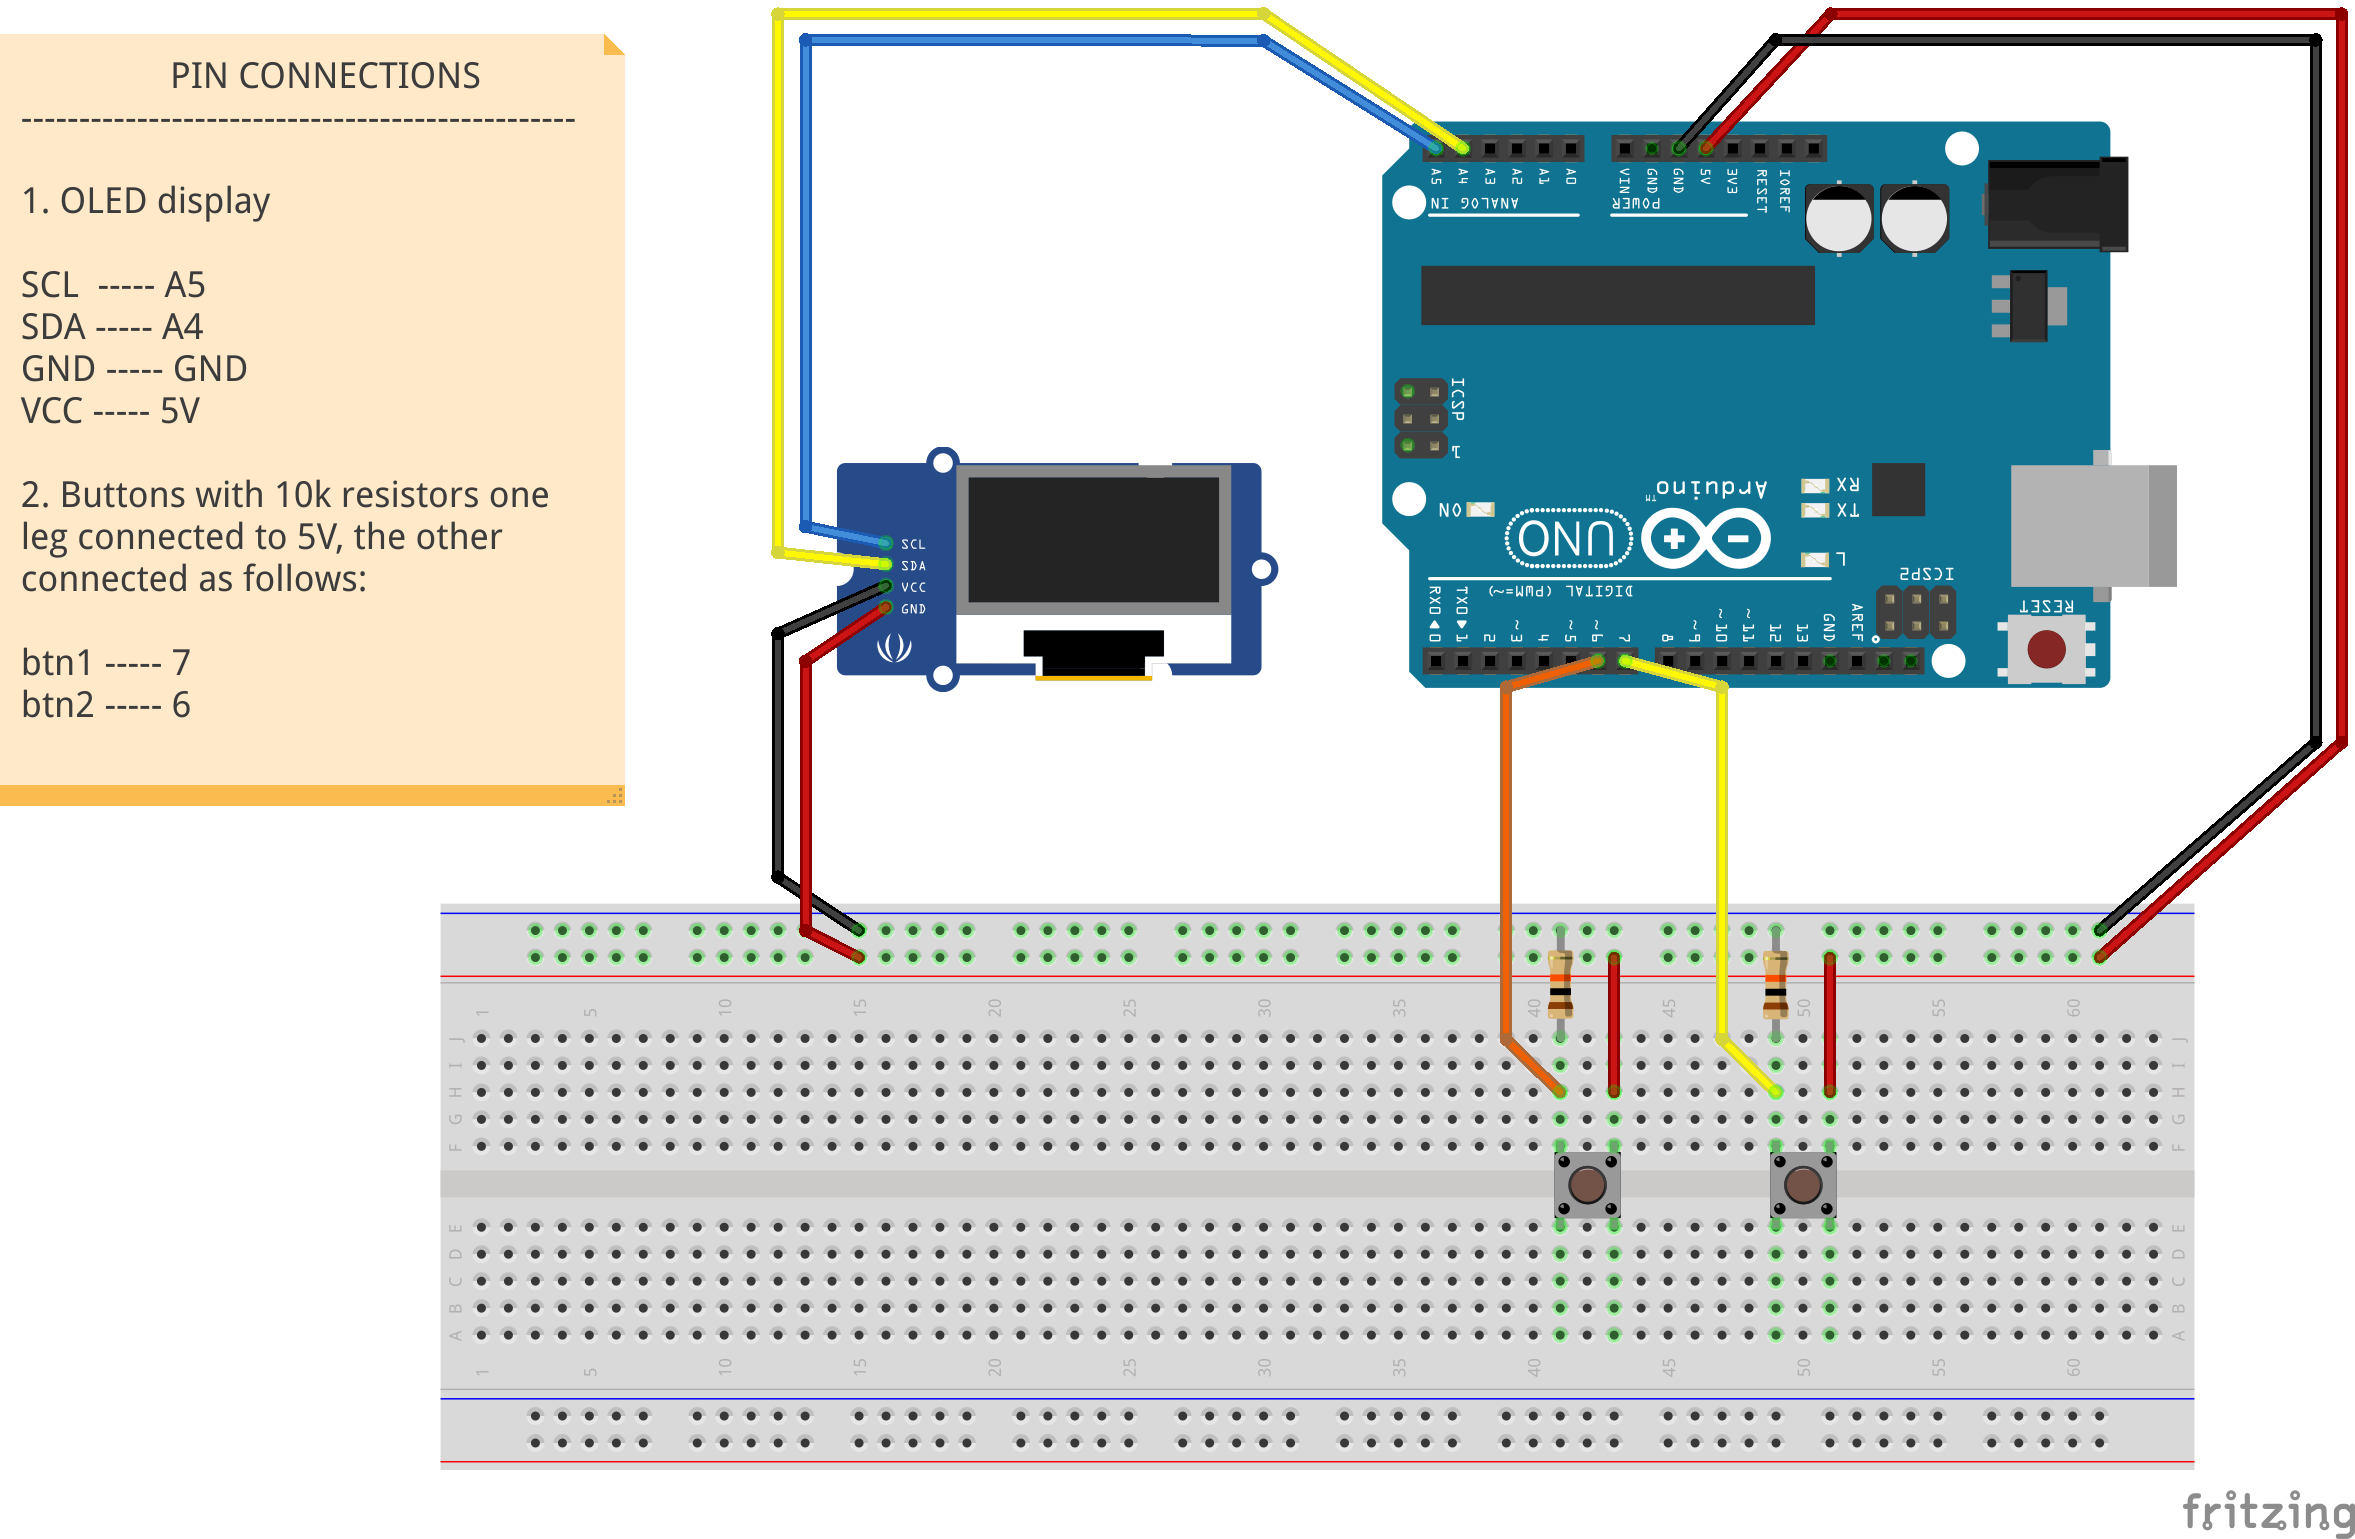 PIN CONNECTIONS
------------------------------------------------
1. OLED display
SCL ----- A5
SDA ----- A4
GND ----- GND
VCC ----- 5V
2. Buttons with 10k resistors one
leg connected to 5V, the other
connected as follows:
btn1 ----- 7
btn2 ----- 6
A5 A4 A3 A2 A1 A0
VIN GND GND 5V 3V3 RESET IOREF
ANALOG IN
POWER
ICSP
1
ON
Arduino
TM
UNO
RX
TX
L
ICSP2
RESET
DIGITAL (PWM=~)
RX0◄0 TX0►1 2 ~3 4 ~5 ~6 7 8 ~9 ~10 ~11 12 13 GND AREF
SCL
SDA
VCC
GND
1 5 10 15 20 25 30 35 40 45 50 55 60
J J
I I
H H
G G
F F
E E
D D
C C
B B
A A
1 5 10 15 20 25 30 35 40 45 50 55 60
fritzing